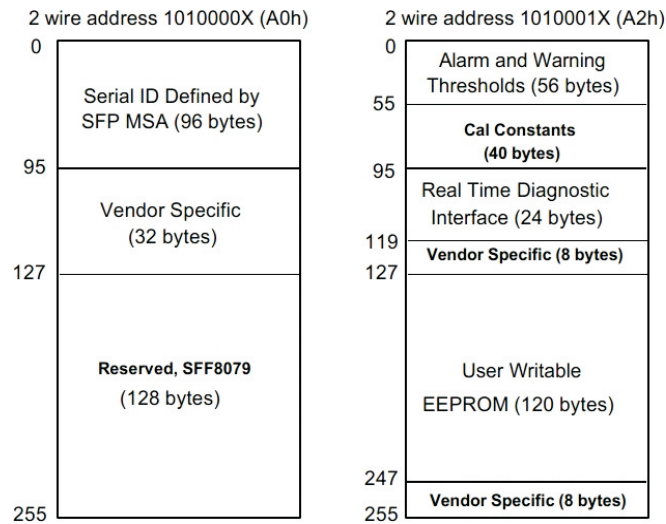 2 wire address 1010000X (A0h)
0
Serial ID Defined by
SFP MSA (96 bytes)
95
Vendor Specific
(32 bytes)
127
Reserved, SFF8079
(128 bytes)
255
2 wire address 1010001X (A2h)
0
Alarm and Warning
Thresholds (56 bytes)
55
Cal Constants
(40 bytes)
95
Real Time Diagnostic
Interface (24 bytes)
119
Vendor Specific (8 bytes)
127
User Writable
EEPROM (120 bytes)
247
Vendor Specific (8 bytes)
255